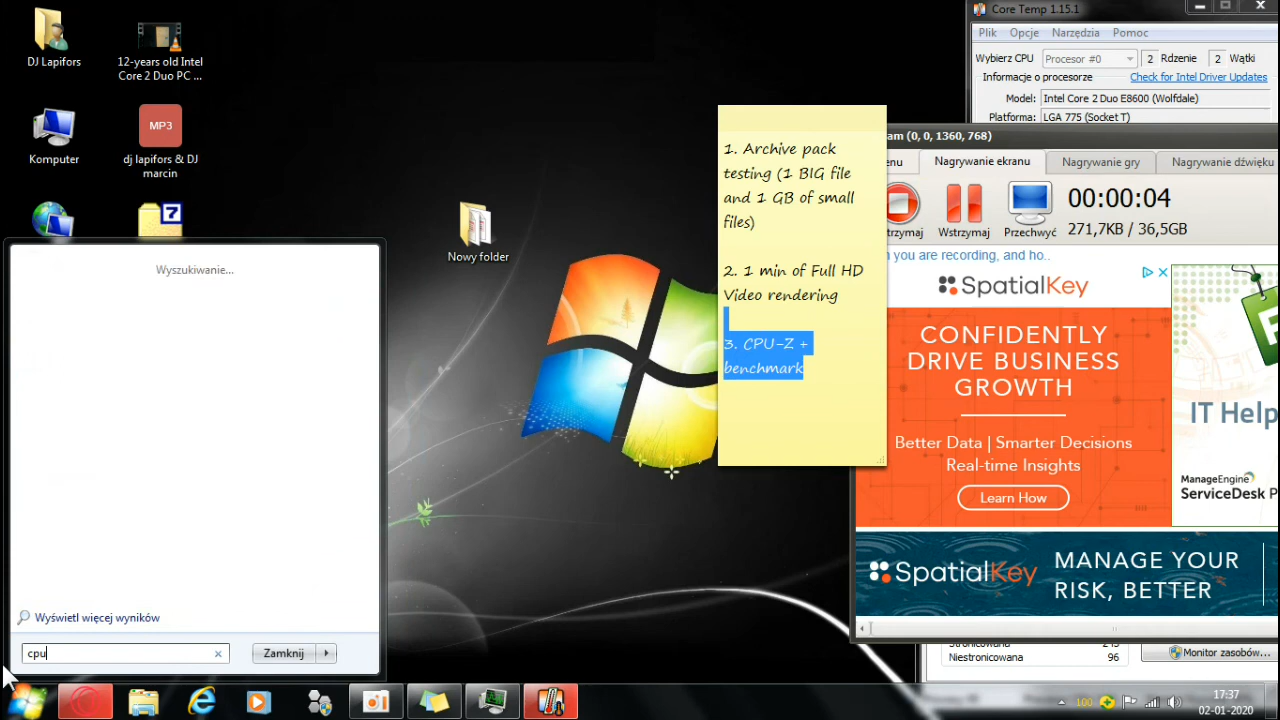 DJ Lapifors
12-years old Intel
Core 2 Duo PC ...
Komputer
MP3
dj lapifors & DJ
marcin
7
Nowy folder
Wyszukiwanie...
Wyświetl więcej wyników
cpu
Zamknij
1. Archive pack
testing (1 BIG file
and 1 GB of small
files)
2. 1 min of Full HD
Video rendering
3. CPU-Z +
benchmark
Core Temp 1.15.1
Plik Opcje Narzędzia Pomoc
Wybierz CPU Procesor #0 2 Rdzenie 2 Wątki
Informacje o procesorze Check for Intel Driver Updates
Model: Intel Core 2 Duo E8600 (Wolfdale)
Platforma: LGA 775 (Socket T)
am (0, 0, 1360, 768)
enu Nagrywanie ekranu Nagrywanie gry Nagrywanie dźwięku
00:00:04
271,7KB / 36,5GB
rzymaj Wstrzymaj Przechwyć
n you are recording, and ho..
SpatialKey
CONFIDENTLY
DRIVE BUSINESS
GROWTH
Better Data | Smarter Decisions
Real-time Insights
Learn How
IT Help
ManageEngine
ServiceDesk P
SpatialKey
MANAGE YOUR
RISK, BETTER
Stronicowana 243
Niestronicowana 96
Monitor zasobów...
100
17:37
02-01-2020